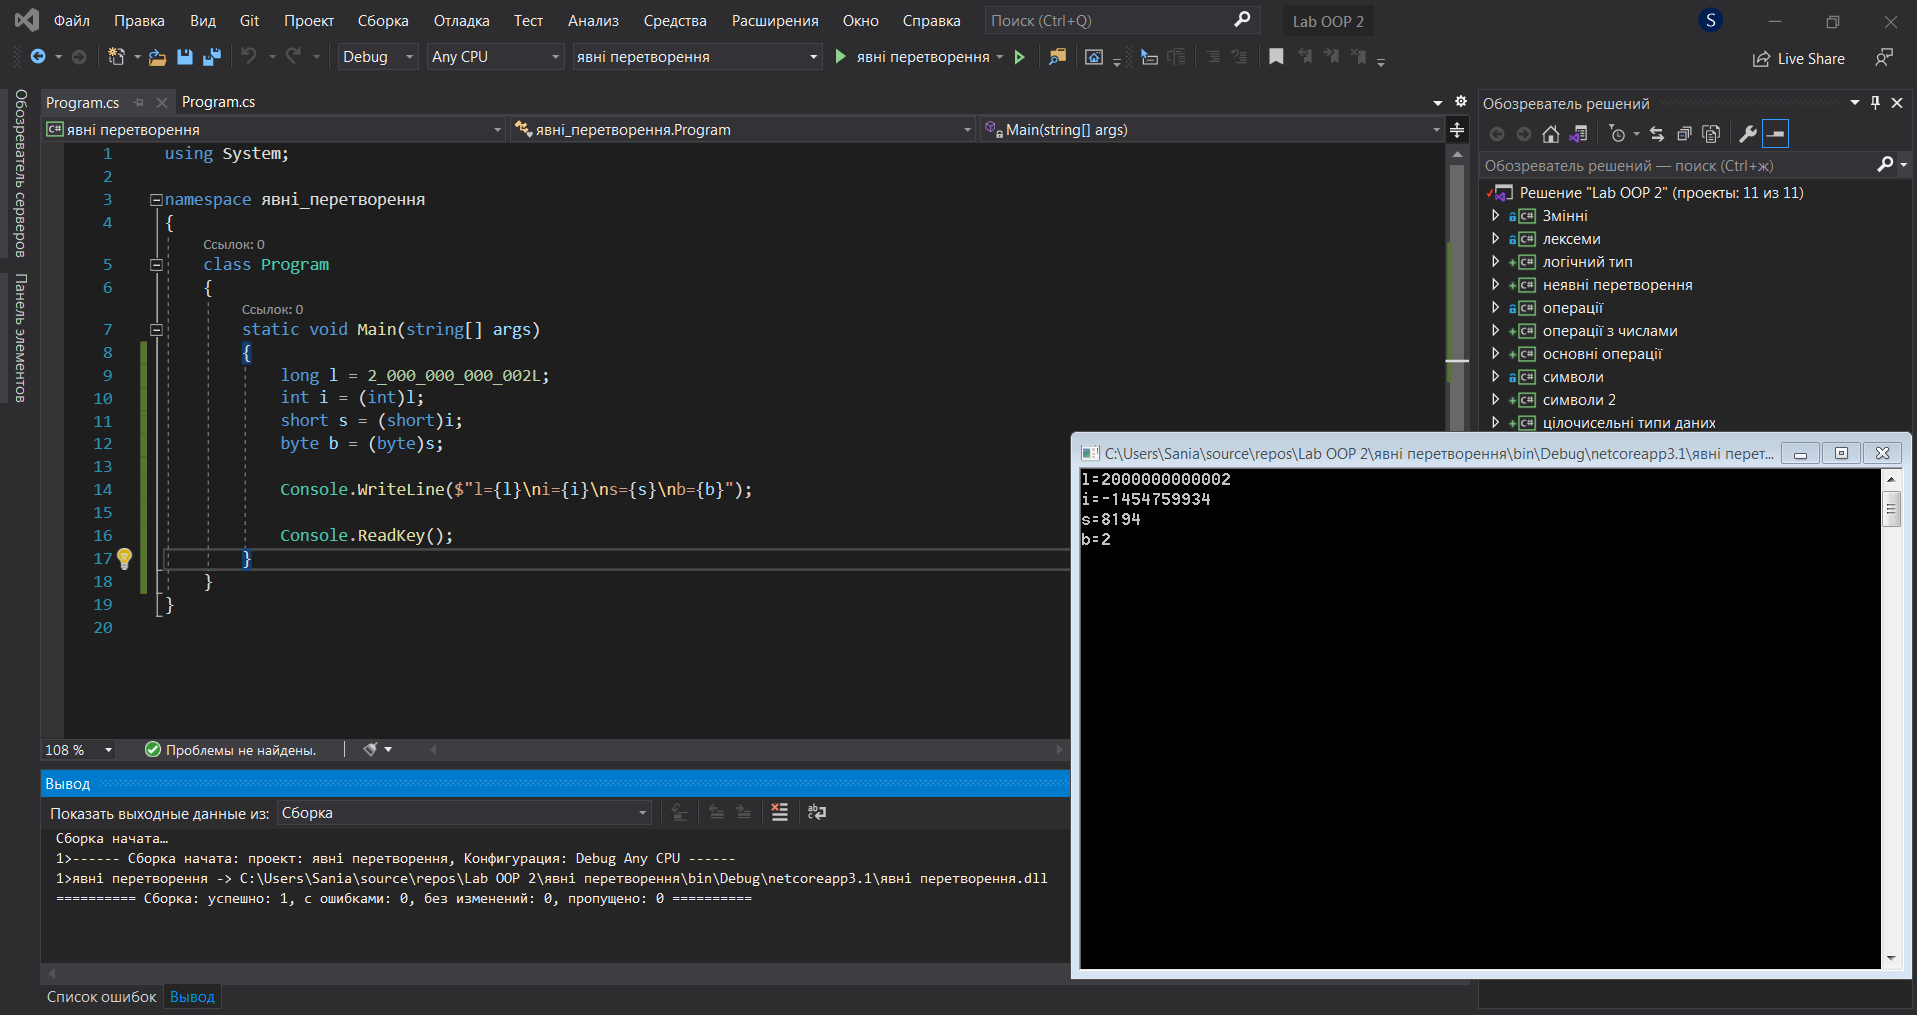 Файл Правка Вид Git Проект Сборка Отладка Тест Анализ Средства Расширения Окно Справка Поиск (Ctrl+Q) Lab OOP 2 S
Debug Any CPU явні перетворення явні перетворення Live Share
Обозреватель серверов
Панель элементов
Program.cs Program.cs
C# явні перетворення явні_перетворення.Program Main(string[] args)
1 using System;
2
3 namespace явні_перетворення
4 {
Ссылок: 0
5 class Program
6 {
Ссылок: 0
7 static void Main(string[] args)
8 {
9 long l = 2_000_000_000_002L;
10 int i = (int)l;
11 short s = (short)i;
12 byte b = (byte)s;
13
14 Console.WriteLine($"l={l}\ni={i}\ns={s}\nb={b}");
15
16 Console.ReadKey();
17 }
18 }
19 }
20
108 % Проблемы не найдены.
Вывод
Показать выходные данные из: Сборка
Сборка начата…
1>------ Сборка начата: проект: явні перетворення, Конфигурация: Debug Any CPU ------
1>явні перетворення -> C:\Users\Sania\source\repos\Lab OOP 2\явні перетворення\bin\Debug\netcoreapp3.1\явні перетворення.dll
========== Сборка: успешно: 1, с ошибками: 0, без изменений: 0, пропущено: 0 ==========
Список ошибок Вывод
Обозреватель решений
Обозреватель решений — поиск (Ctrl+ж)
Решение "Lab OOP 2" (проекты: 11 из 11)
C# Змінні
C# лексеми
C# логічний тип
C# неявні перетворення
C# операції
C# операції з числами
C# основні операції
C# символи
C# символи 2
C# цілочисельні типи даних
C:\Users\Sania\source\repos\Lab OOP 2\явні перетворення\bin\Debug\netcoreapp3.1\явні перет...
l=2000000000002
i=-1454759934
s=8194
b=2